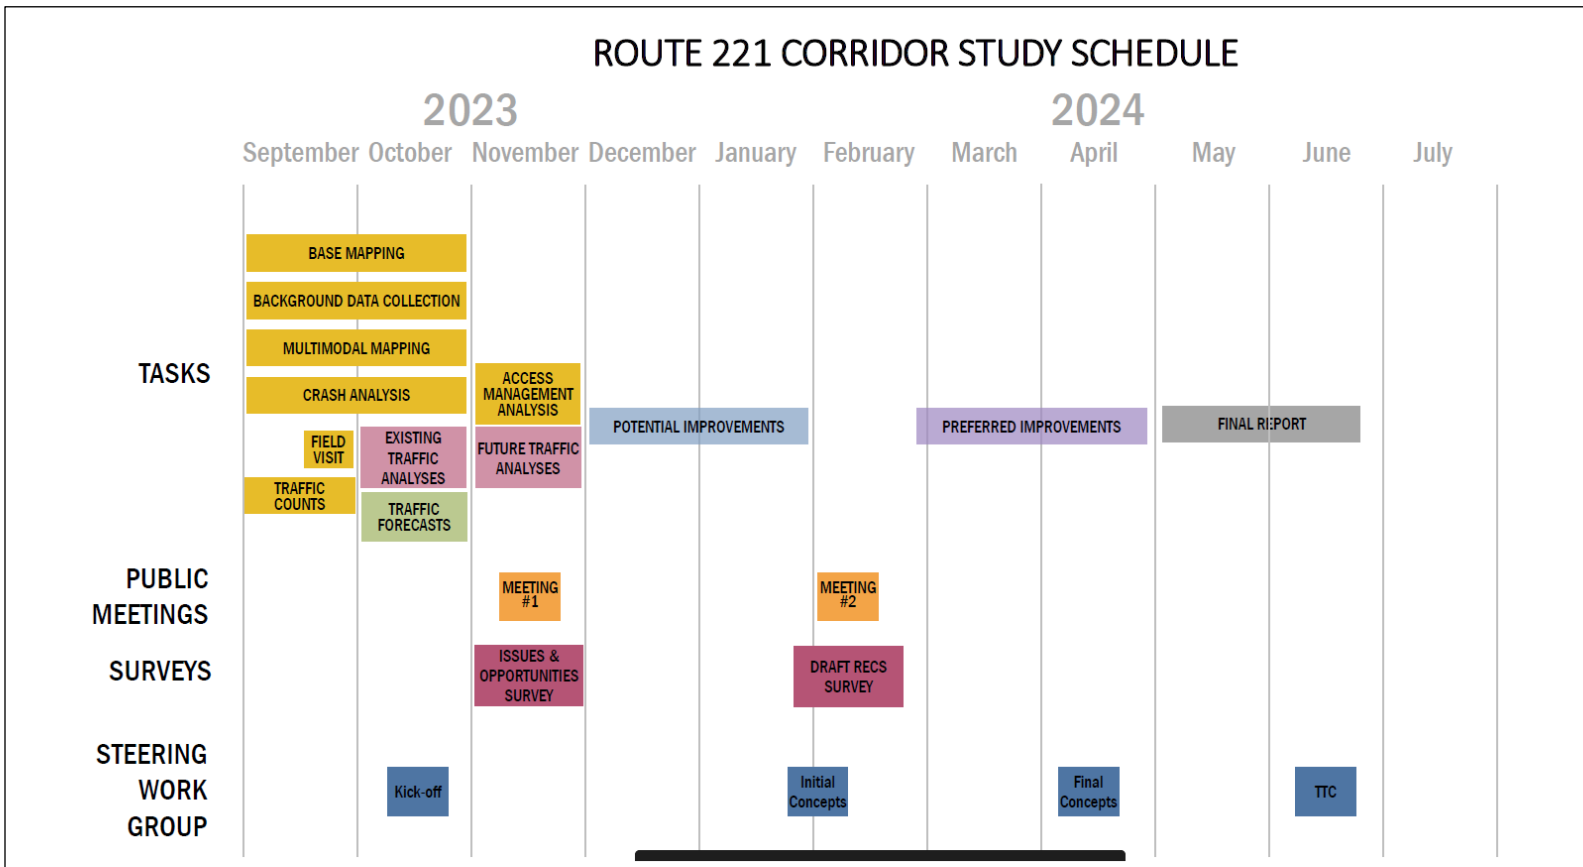 ROUTE 221 CORRIDOR STUDY SCHEDULE
2023
2024
September
October
November
December
January
February
March
April
May
June
July
TASKS
BASE MAPPING
BACKGROUND DATA COLLECTION
MULTIMODAL MAPPING
CRASH ANALYSIS
FIELD
VISIT
TRAFFIC
COUNTS
EXISTING
TRAFFIC
ANALYSES
TRAFFIC
FORECASTS
ACCESS
MANAGEMENT
ANALYSIS
FUTURE TRAFFIC
ANALYSES
POTENTIAL IMPROVEMENTS
PREFERRED IMPROVEMENTS
FINAL REPORT
PUBLIC
MEETINGS
MEETING
#1
MEETING
#2
SURVEYS
ISSUES &
OPPORTUNITIES
SURVEY
DRAFT RECS
SURVEY
STEERING
WORK
GROUP
Kick-off
Initial
Concepts
Final
Concepts
TTC